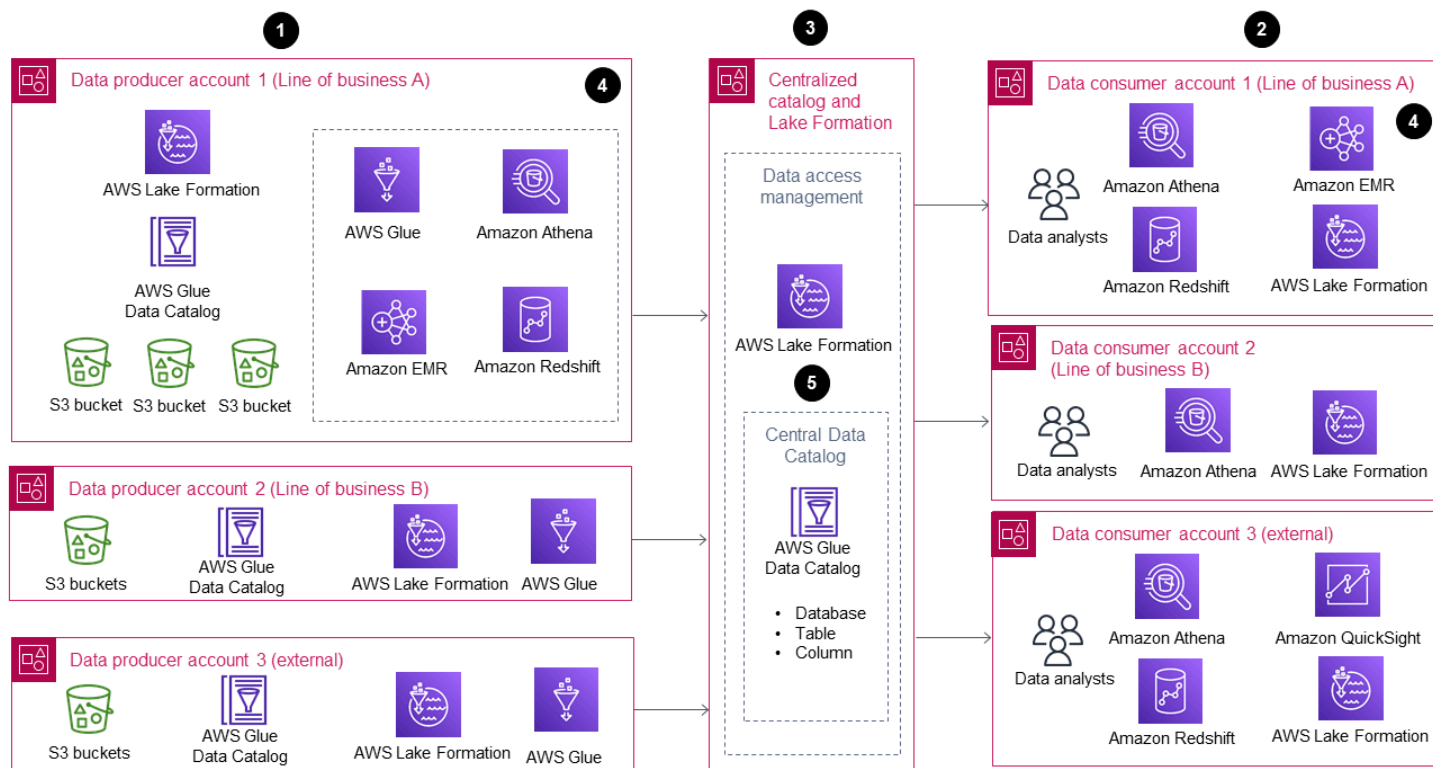 1
3
2
Data producer account 1 (Line of business A)
4
AWS Lake Formation
AWS Glue
Data Catalog
S3 bucket
S3 bucket
S3 bucket
AWS Glue
Amazon Athena
Amazon EMR
Amazon Redshift
Data producer account 2 (Line of business B)
S3 buckets
AWS Glue
Data Catalog
AWS Lake Formation
AWS Glue
Data producer account 3 (external)
S3 buckets
AWS Glue
Data Catalog
AWS Lake Formation
AWS Glue
Centralized
catalog and
Lake Formation
Data access
management
AWS Lake Formation
5
Central Data
Catalog
AWS Glue
Data Catalog
• Database
• Table
• Column
Data consumer account 1 (Line of business A)
4
Data analysts
Amazon Athena
Amazon EMR
Amazon Redshift
AWS Lake Formation
Data consumer account 2
(Line of business B)
Data analysts
Amazon Athena
AWS Lake Formation
Data consumer account 3 (external)
Data analysts
Amazon Athena
Amazon QuickSight
Amazon Redshift
AWS Lake Formation